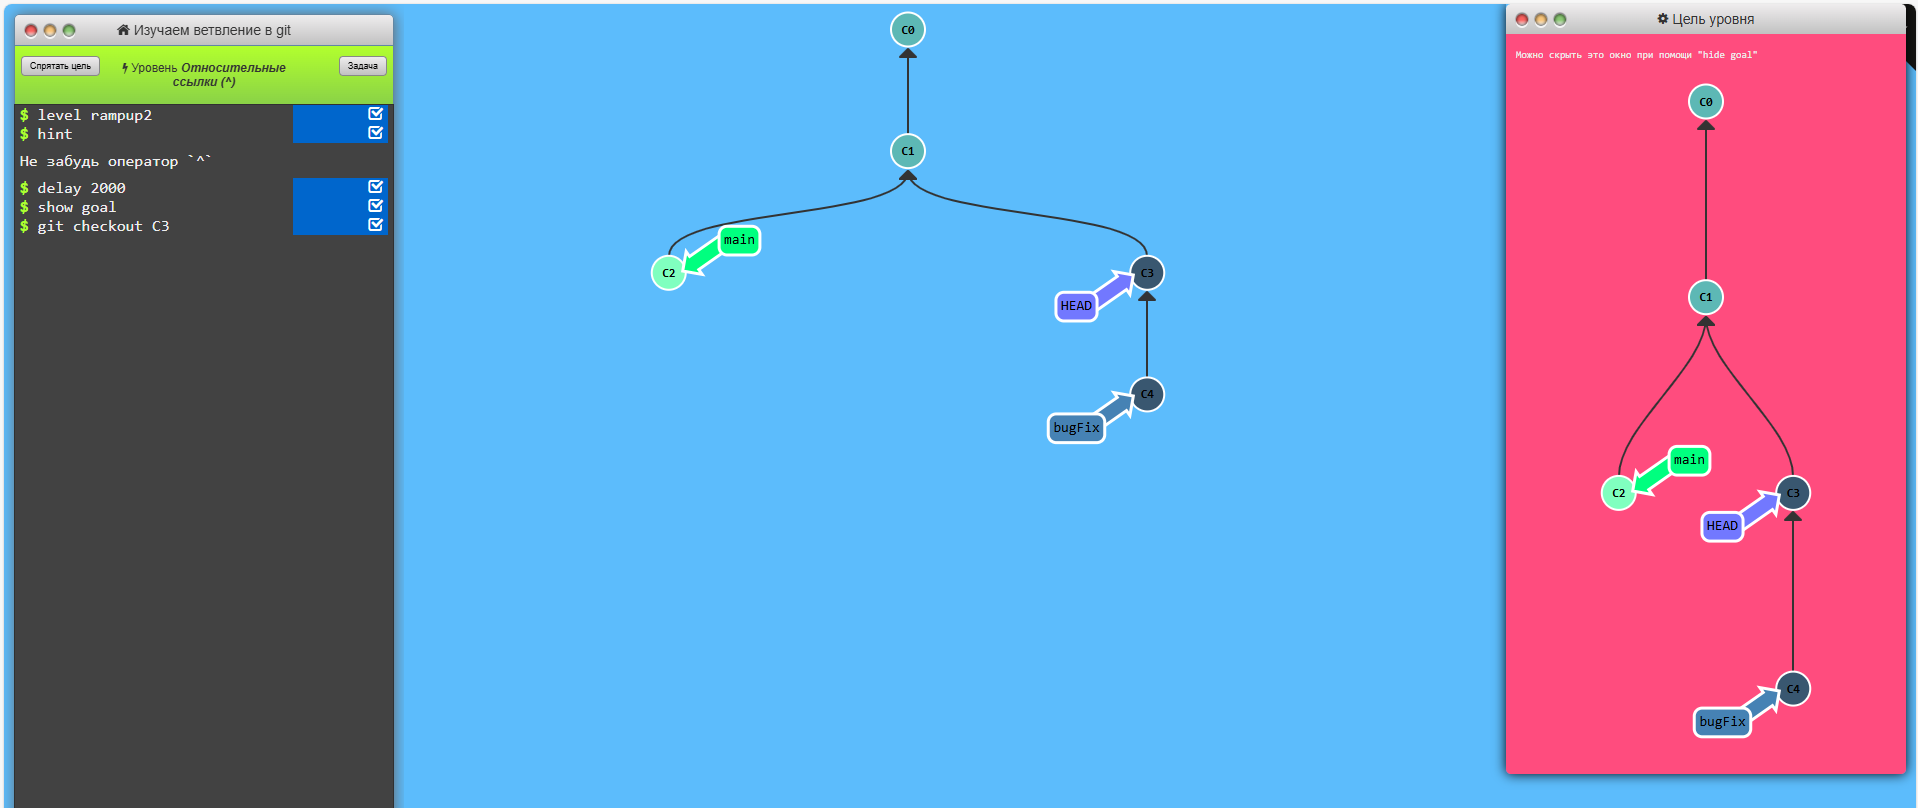 Изучаем ветвление в git
Спрятать цель
Уровень Относительные
ссылки (^)
Задача
$ level rampup2
$ hint
Не забудь оператор `^`
$ delay 2000
$ show goal
$ git checkout C3
C0
C1
main
C2
C3
HEAD
C4
bugFix
Цель уровня
Можно скрыть это окно при помощи "hide goal"
C0
C1
main
C2
C3
HEAD
C4
bugFix